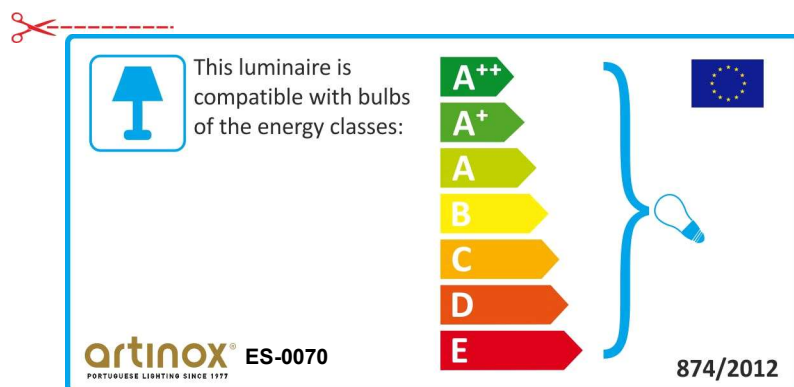 This luminaire is
compatible with bulbs
of the energy classes:
A++
A+
A
B
C
D
E
artinox® ES-0070
PORTUGUESE LIGHTING SINCE 1977
874/2012